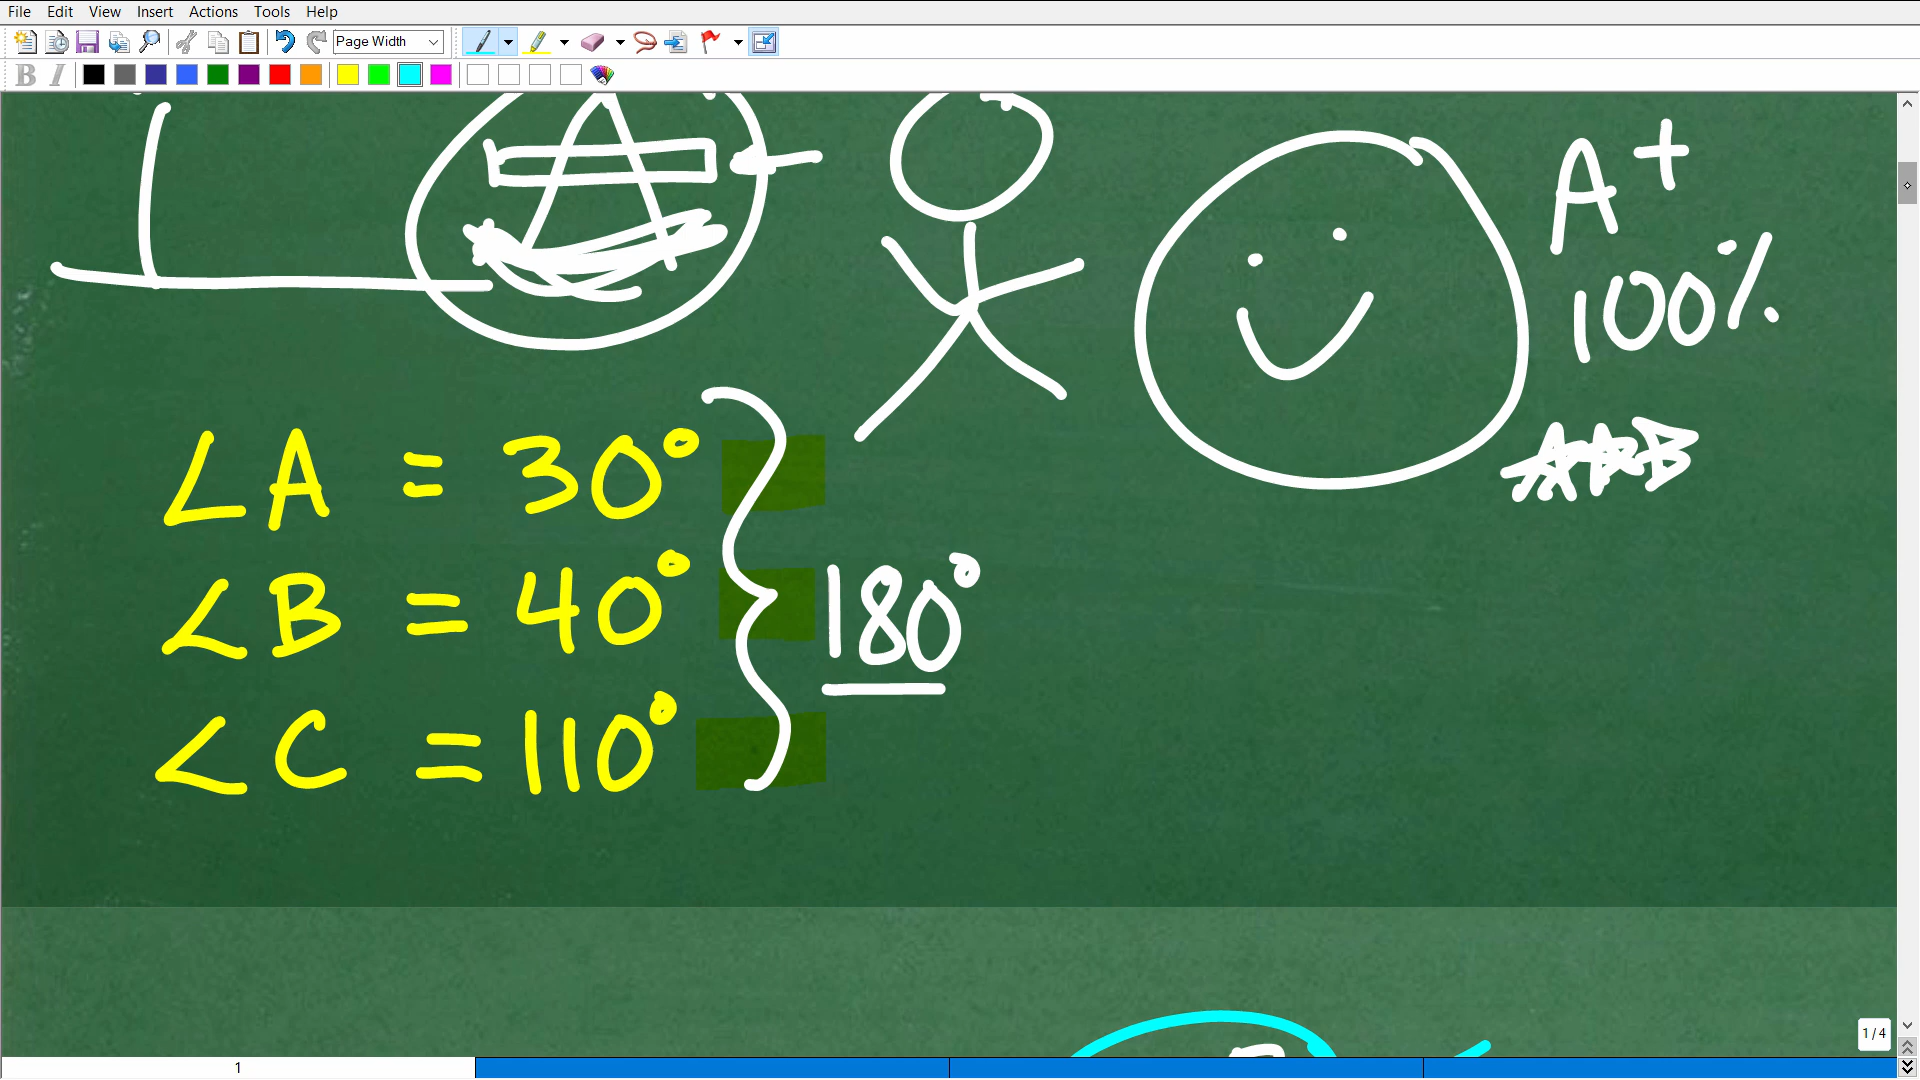 File Edit View Insert Actions Tools Help
Page Width
B I
A
A+
100%
∠A = 30°
∠B = 40°
∠C = 110°
180°
1 / 4
1